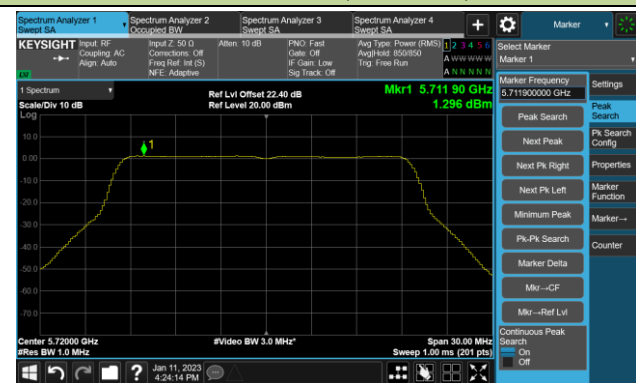 Spectrum Analyzer 1
Swept SA
Spectrum Analyzer 2
Occupied BW
Spectrum Analyzer 3
Swept SA
Spectrum Analyzer 4
Swept SA
+
Marker
KEYSIGHT
Input: RF
Coupling: AC
Align: Auto
Input Z: 50 Ω
Corrections: Off
Freq Ref: Int (S)
NFE: Adaptive
Atten: 10 dB
PNO: Fast
Gate: Off
IF Gain: Low
Sig Track: Off
Avg Type: Power (RMS)
Avg|Hold: 850/850
Trig: Free Run
1 2 3 4 5 6
A W W W W W
A N N N N N
Select Marker
Marker 1
1 Spectrum
Scale/Div 10 dB
Log
Ref Lvl Offset 22.40 dB
Ref Level 20.00 dBm
Mkr1 5.711 90 GHz
1.296 dBm
10.0
0.00
-10.0
-20.0
-30.0
-40.0
-50.0
-60.0
-70.0
1
Center 5.72000 GHz
#Res BW 1.0 MHz
#Video BW 3.0 MHz*
Span 30.00 MHz
Sweep 1.00 ms (201 pts)
Marker Frequency
5.711900000 GHz
Peak Search
Next Peak
Next Pk Right
Next Pk Left
Minimum Peak
Pk-Pk Search
Marker Delta
Mkr→CF
Mkr→Ref Lvl
Continuous Peak
Search
On
Off
Settings
Peak
Search
Pk Search
Config
Properties
Marker
Function
Marker→
Counter
?
Jan 11, 2023
4:24:14 PM